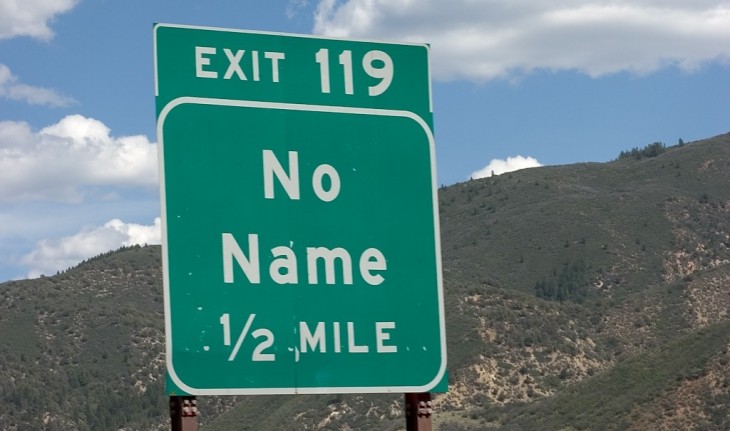 EXIT 119
No
Name
½ MILE